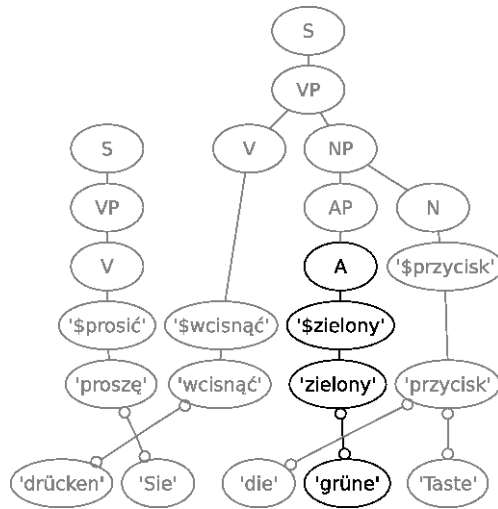 S
VP
S V NP
VP AP N
V A '$przycisk'
'$prosić' '$wcisnąć' '$zielony'
'proszę' 'wcisnąć' 'zielony' 'przycisk'
'drücken' 'Sie' 'die' 'grüne' 'Taste'